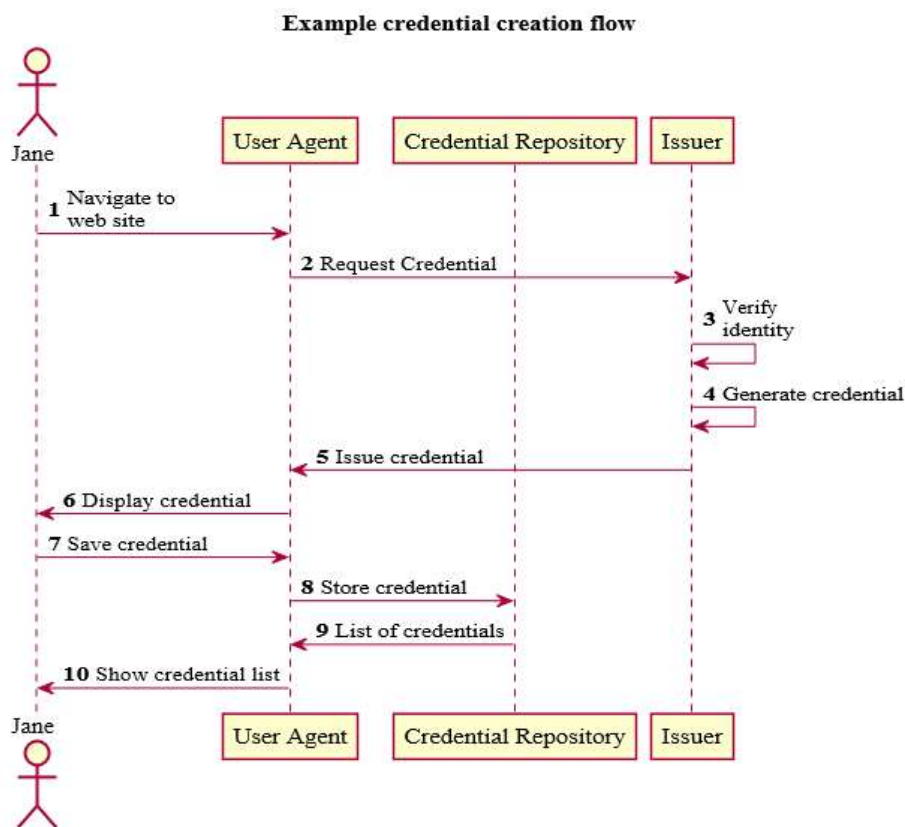 Example credential creation flow
Jane
User Agent
Credential Repository
Issuer
1 Navigate to
web site
2 Request Credential
3 Verify
identity
4 Generate credential
5 Issue credential
6 Display credential
7 Save credential
8 Store credential
9 List of credentials
10 Show credential list
Jane
User Agent
Credential Repository
Issuer